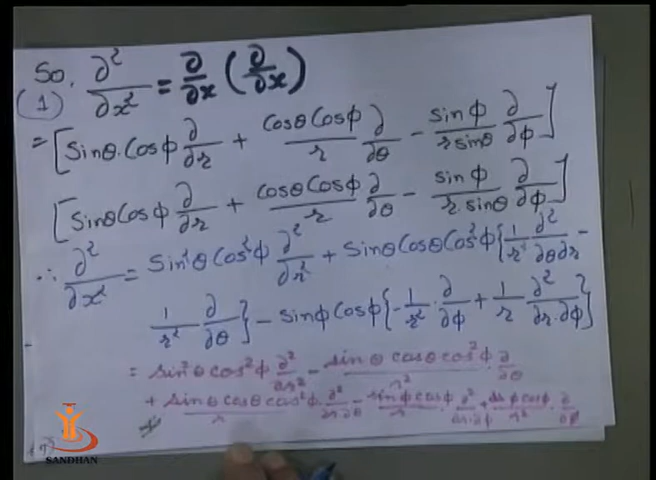 So. ∂²/∂x² = ∂/∂x (∂/∂x)
(1)
= [Sinθ.Cosϕ ∂/∂r + CosθCosϕ/r ∂/∂θ − Sinϕ/r sinθ ∂/∂ϕ]
[SinθCosϕ ∂/∂r + CosθCosϕ/r ∂/∂θ − sinϕ/r.sinθ ∂/∂ϕ]
∴ ∂²/∂x² = Sin²θ Cos²ϕ ∂²/∂r² + SinθCosθCos²ϕ{1/r ∂²/∂θ∂r −
1/r² ∂/∂θ} − sinϕCosϕ{-1/r² . ∂/∂ϕ + 1/r ∂²/∂r.∂ϕ}
= sin²θ cos²ϕ ∂²/∂r² − sinθ cosθ cos²ϕ/r² . ∂/∂θ
+ sinθ cosθ cos²ϕ/r . ∂²/∂r ∂θ − sinϕ cosϕ/r . ∂²/∂r.∂ϕ + sinϕ cosϕ/r² . ∂/∂ϕ
SANDHAN